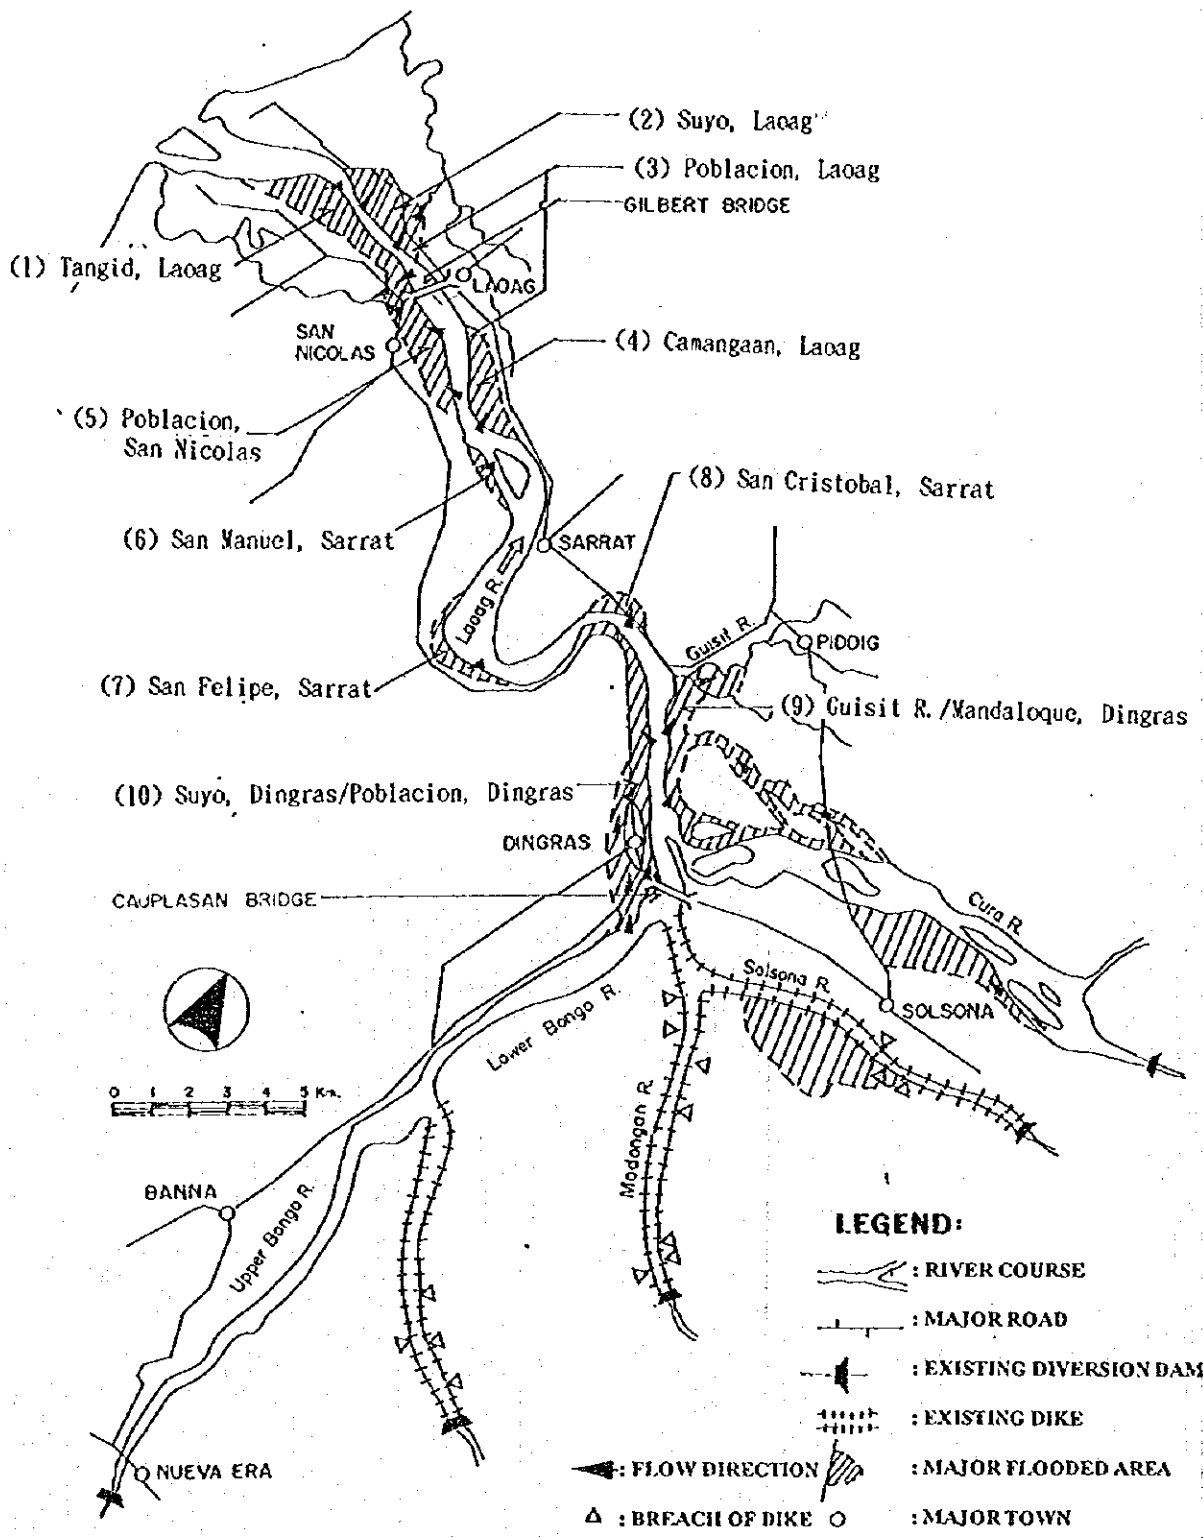 (2) Suyo, Laoag
(3) Poblacion, Laoag
GILBERT BRIDGE
(1) Tangid, Laoag
LAOAG
SAN
NICOLAS
(4) Camangaan, Laoag
(5) Poblacion,
San Nicolas
(8) San Cristobal, Sarrat
(6) San Manuel, Sarrat
SARRAT
Laoag R.
Guisit R.
PIDDIG
(7) San Felipe, Sarrat
(9) Guisit R./Mandaloque, Dingras
(10) Suyo, Dingras/Poblacion, Dingras
DINGRAS
CAUPLASAN BRIDGE
Cura R.
Solsona R.
SOLSONA
Lower Bongo R.
0 1 2 3 4 5 Km.
Madongan R.
BANNA
Upper Bongo R.
NUEVA ERA
LEGEND:
: RIVER COURSE
: MAJOR ROAD
: EXISTING DIVERSION DAM
: EXISTING DIKE
: FLOW DIRECTION
: MAJOR FLOODED AREA
: BREACH OF DIKE
: MAJOR TOWN